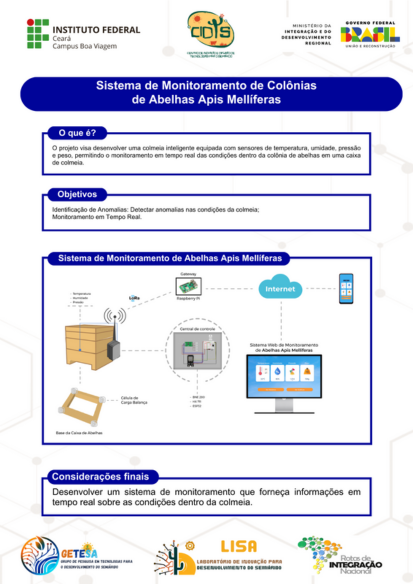 INSTITUTO FEDERAL
Ceará
Campus Boa Viagem
CIDTS
MINISTÉRIO DA
INTEGRAÇÃO E DO
DESENVOLVIMENTO
REGIONAL
GOVERNO FEDERAL
BRASIL
UNIÃO E RECONSTRUÇÃO
Sistema de Monitoramento de Colônias
de Abelhas Apis Mellíferas
O que é?
O projeto visa desenvolver uma colmeia inteligente equipada com sensores de temperatura, umidade, pressão
e peso, permitindo o monitoramento em tempo real das condições dentro da colônia de abelhas em uma caixa
de colmeia.
Objetivos
Identificação de Anomalias: Detectar anomalias nas condições da colmeia;
Monitoramento em Tempo Real.
Sistema de Monitoramento de Abelhas Apis Mellíferas
Gateway
- Temperatura
- Umidade
- Pressão
LoRa
Raspberry Pi
Internet
Central de controle
Sistema Web de Monitoramento
de Abelhas Apis Mellíferas
Célula de
Carga Balança
Base da Caixa de Abelhas
Considerações finais
Desenvolver um sistema de monitoramento que forneça informações em
tempo real sobre as condições dentro da colmeia.
GETESA
GRUPO DE PESQUISA EM TECNOLOGIAS PARA
O DESENVOLVIMENTO DO SEMIÁRIDO
LISA
LABORATÓRIO DE INOVAÇÃO PARA
DESENVOLVIMENTO DO SEMIÁRIDO
Rotas de
INTEGRAÇÃO
Nacional